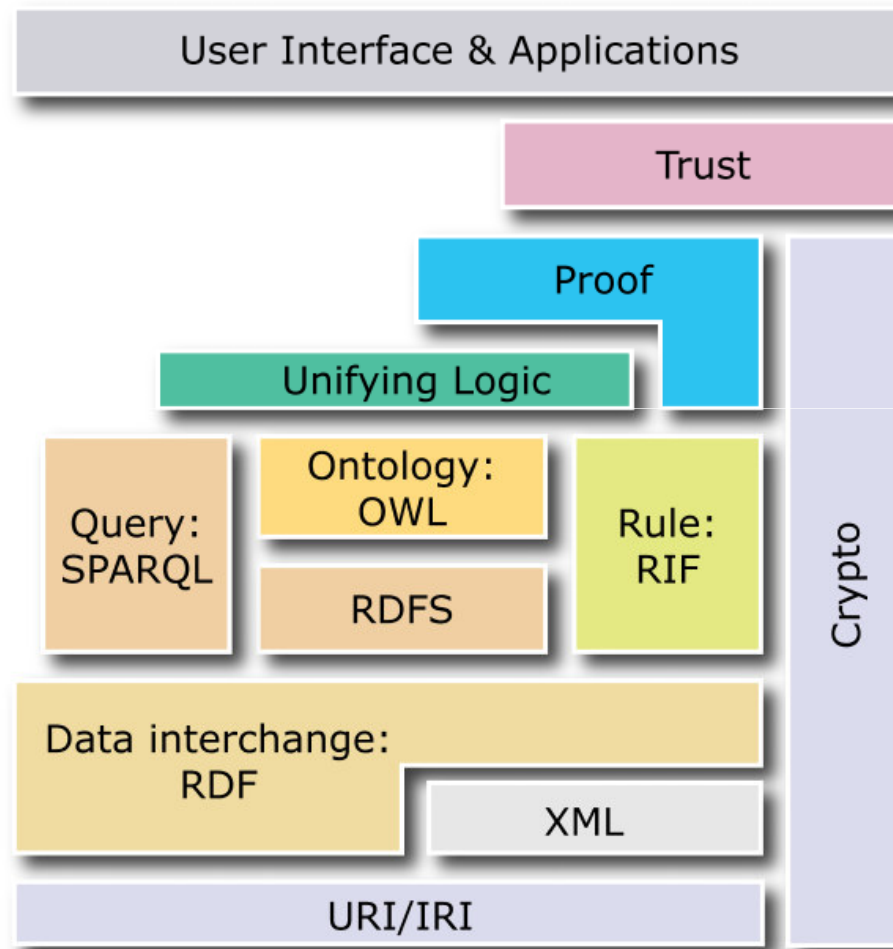 User Interface & Applications
Trust
Proof
Unifying Logic
Query:
SPARQL
Ontology:
OWL
RDFS
Rule:
RIF
Crypto
Data interchange:
RDF
XML
URI/IRI